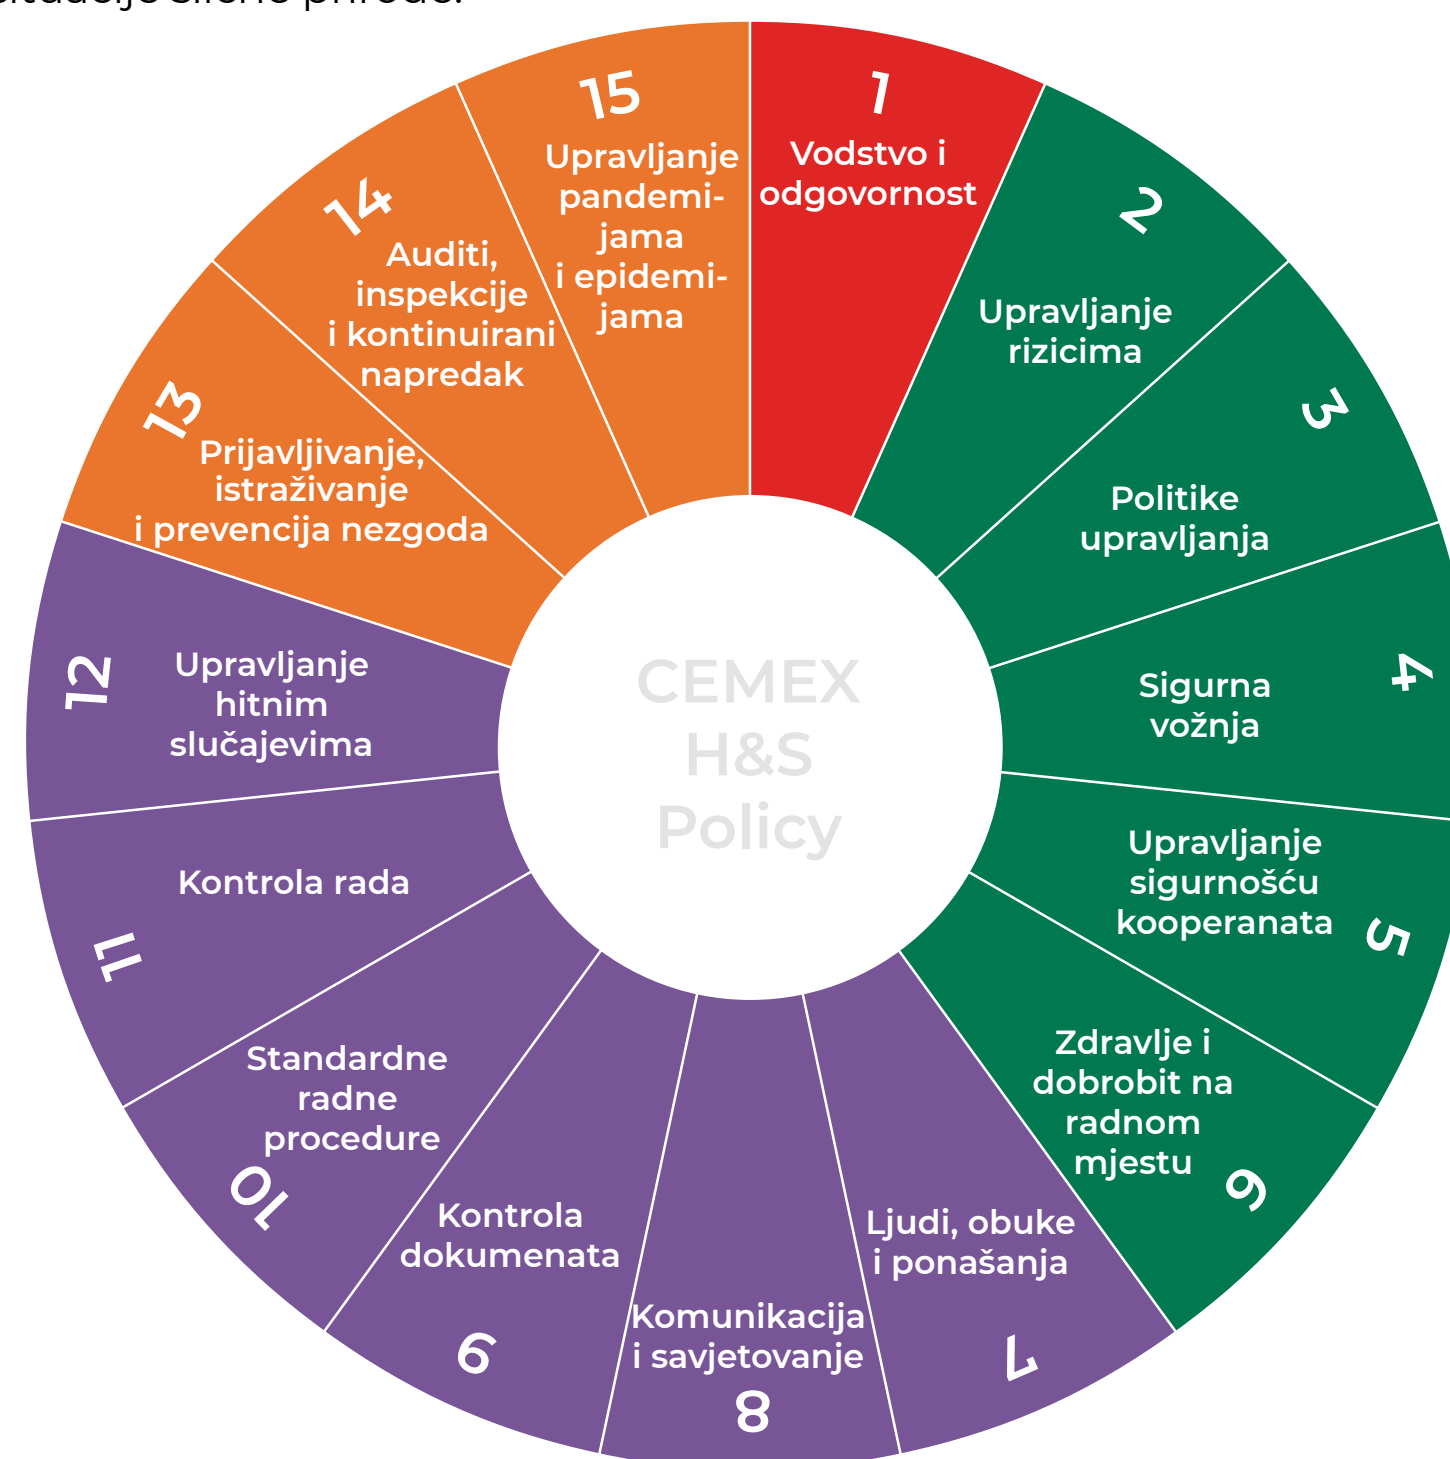 situacije slične prirode.
1
Vodstvo i
odgovornost
2
Upravljanje
rizicima
3
Politike
upravljanja
4
Sigurna
vožnja
5
Upravljanje
sigurnošću
kooperanata
6
Zdravlje i
dobrobit na
radnom
mjestu
7
Ljudi, obuke
i ponašanja
8
Komunikacija
i savjetovanje
9
Kontrola
dokumenata
10
Standardne
radne
procedure
11
Kontrola rada
12
Upravljanje
hitnim
slučajevima
13
Prijavljivanje,
istraživanje
i prevencija nezgoda
14
Auditi,
inspekcije
i kontinuirani
napredak
15
Upravljanje
pandemi-
jama
i epidemi-
jama
CEMEX
H&S
Policy